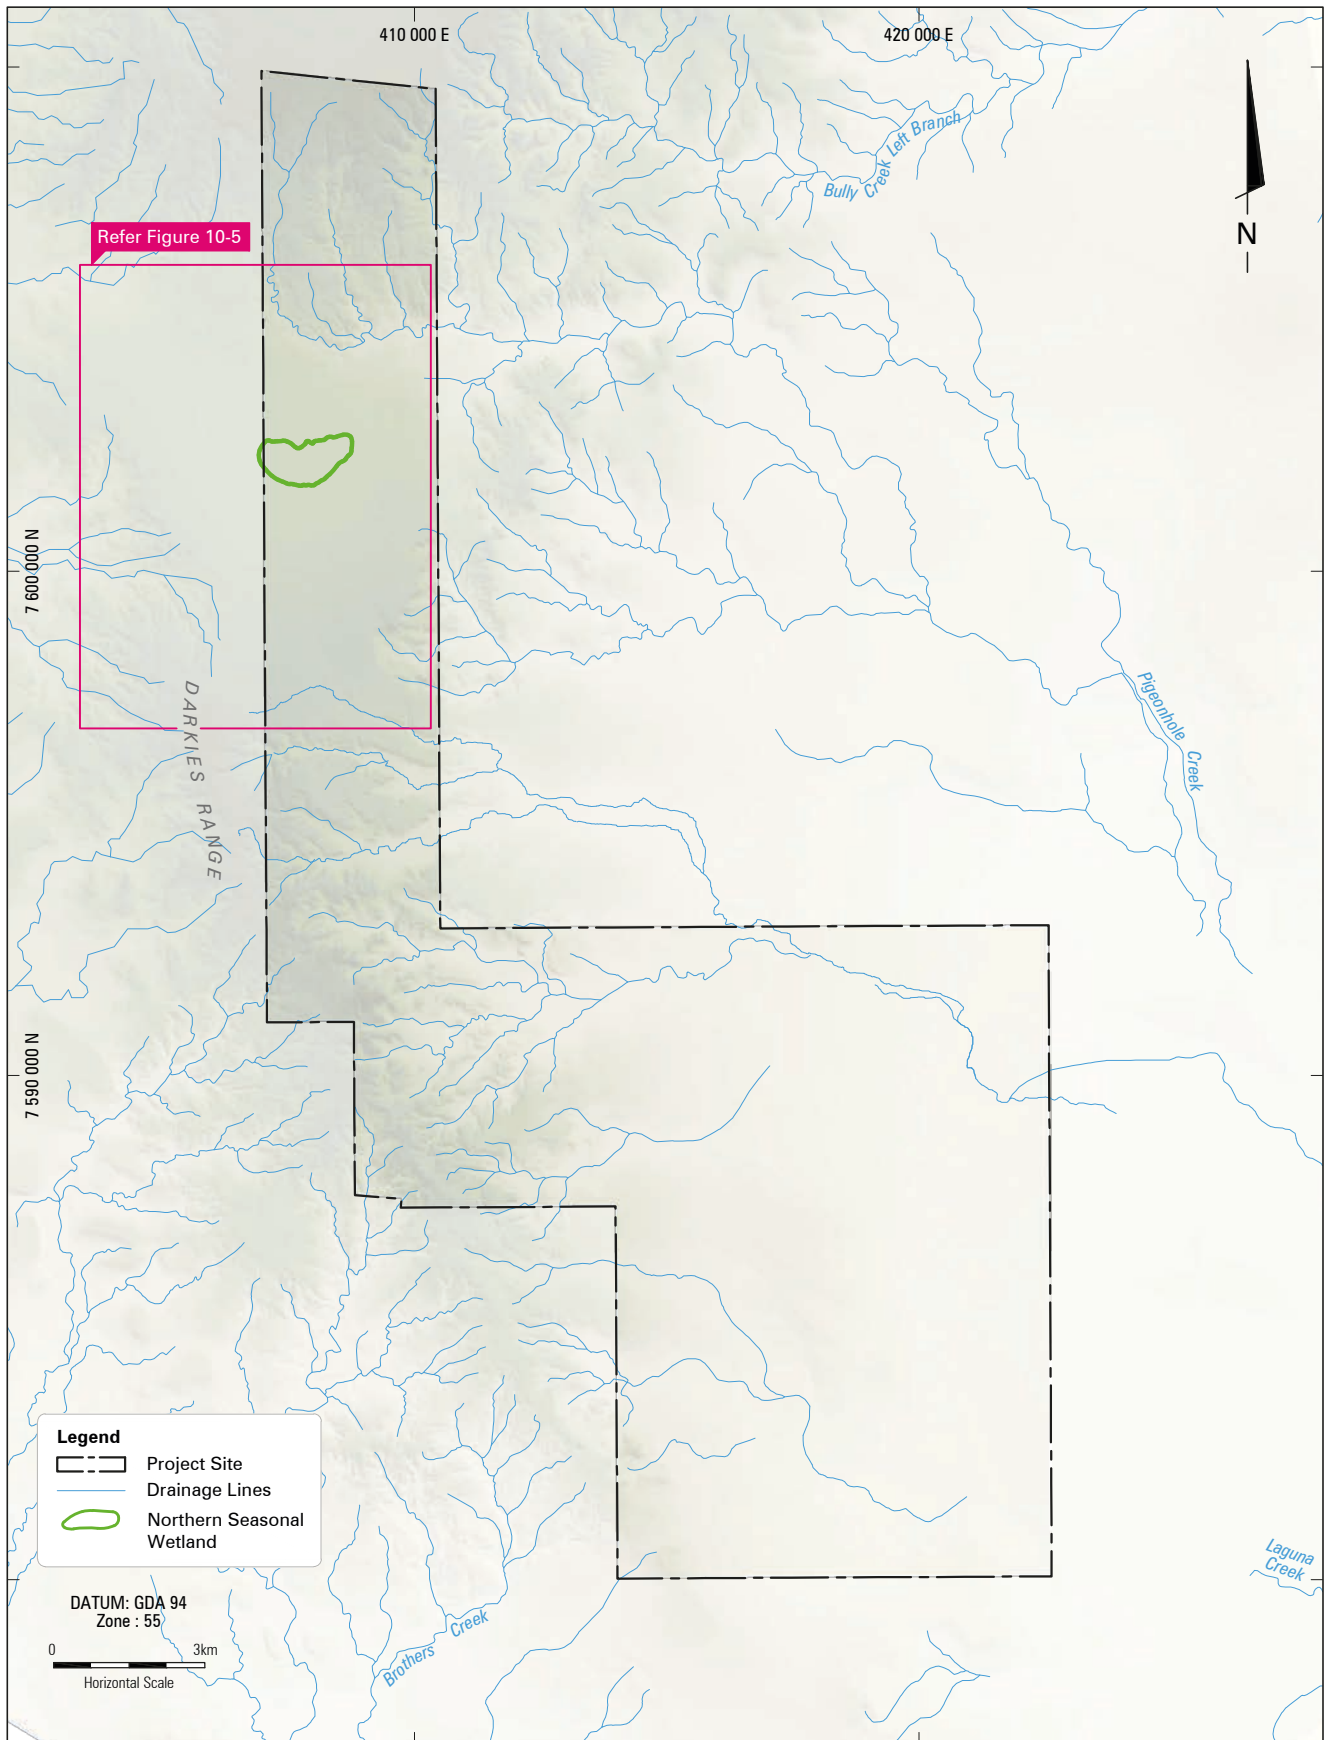 410 000 E
420 000 E
Bully Creek Left Branch
N
Refer Figure 10-5
7 600 000 N
DARKIES RANGE
Pigeonhole Creek
7 590 000 N
Legend
Project Site
Drainage Lines
Northern Seasonal
Wetland
Laguna
Creek
DATUM: GDA 94
Zone : 55
0 3km
Horizontal Scale
Brothers Creek